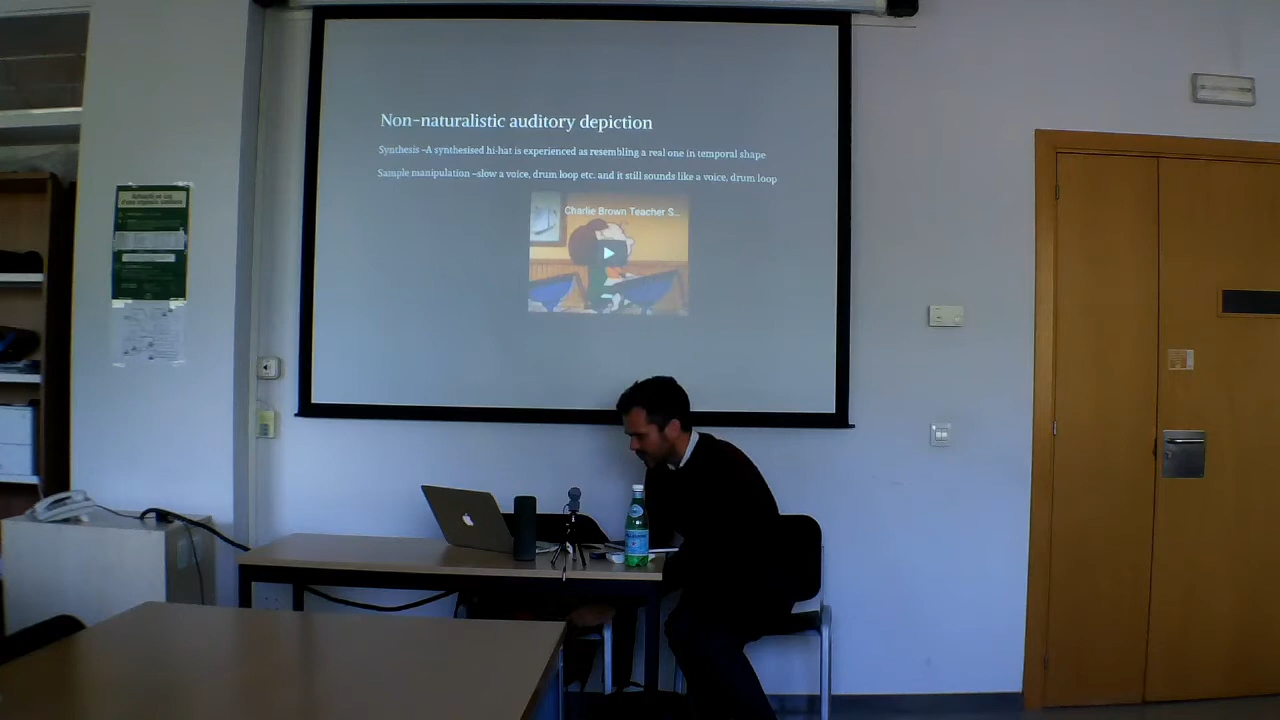 Non-naturalistic auditory depiction
Synthesis –A synthesised hi-hat is experienced as resembling a real one in temporal shape
Sample manipulation –slow a voice, drum loop etc. and it still sounds like a voice, drum loop
Charlie Brown Teacher S...